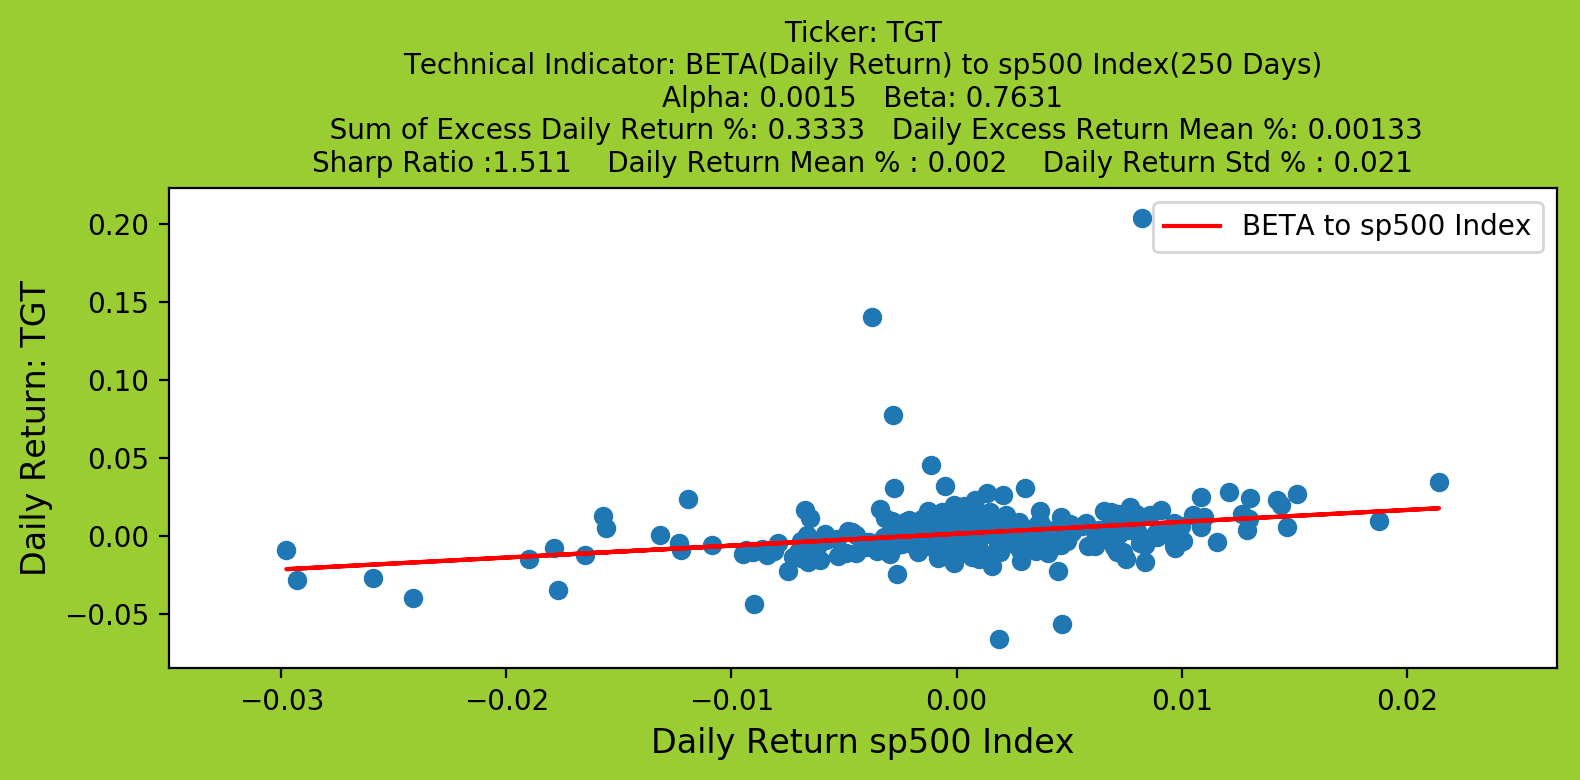 Ticker: TGT
Technical Indicator: BETA(Daily Return) to sp500 Index(250 Days)
Alpha: 0.0015   Beta: 0.7631
Sum of Excess Daily Return %: 0.3333   Daily Excess Return Mean %: 0.00133
Sharp Ratio :1.511    Daily Return Mean % : 0.002    Daily Return Std % : 0.021
BETA to sp500 Index
Daily Return: TGT
0.20
0.15
0.10
0.05
0.00
−0.05
−0.03
−0.02
−0.01
0.00
0.01
0.02
Daily Return sp500 Index